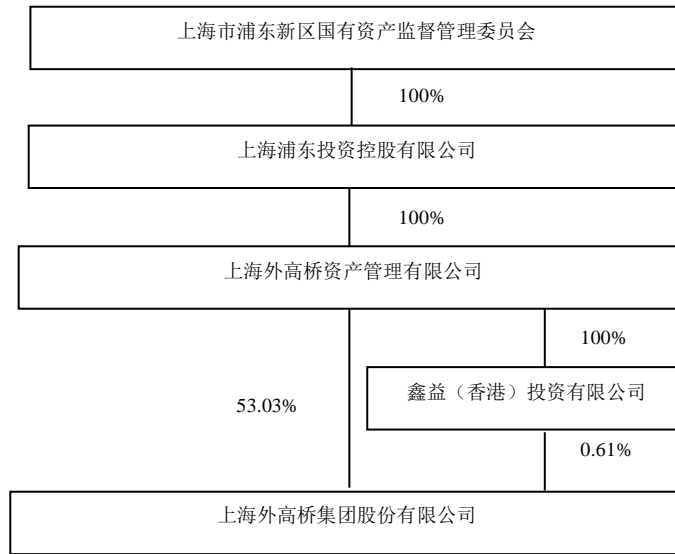 上海市浦东新区国有资产监督管理委员会
100%
上海浦东投资控股有限公司
100%
上海外高桥资产管理有限公司
100%
鑫益（香港）投资有限公司
53.03%
0.61%
上海外高桥集团股份有限公司